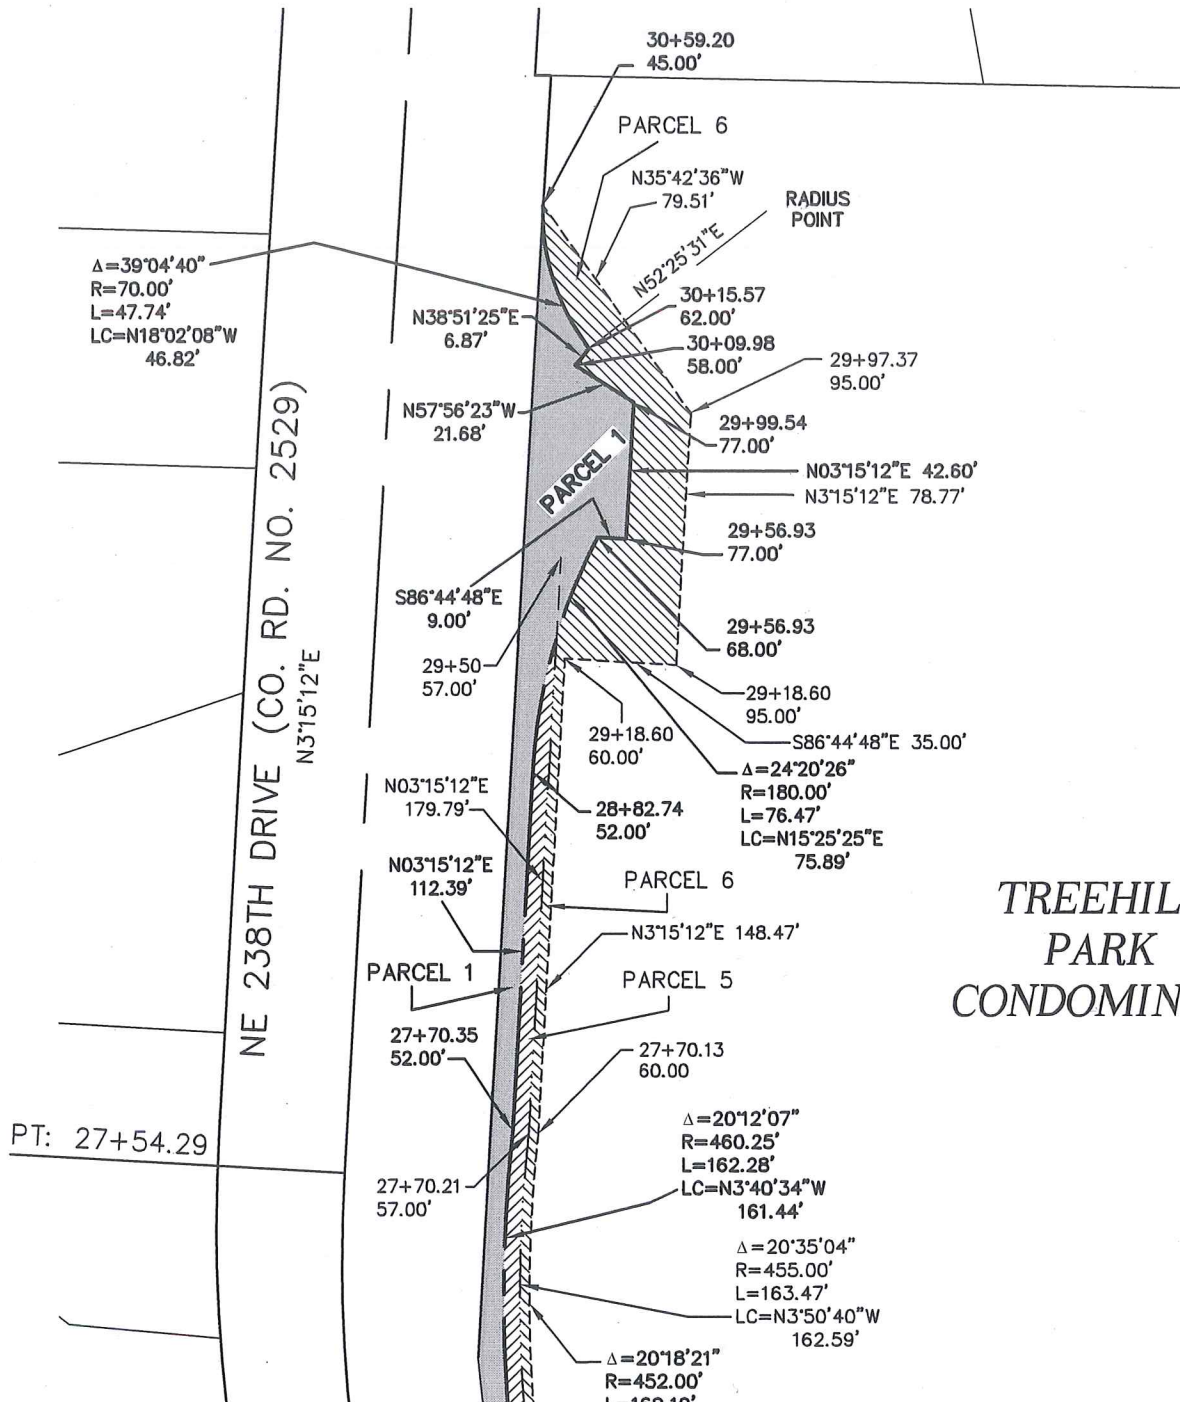 30+59.20
45.00'
PARCEL 6
N35°42'36"W
79.51'
RADIUS
POINT
N52°25'31"E
Δ=39°04'40"
R=70.00'
L=47.74'
LC=N18°02'08"W
46.82'
N38°51'25"E
6.87'
30+15.57
62.00'
30+09.98
58.00'
29+97.37
95.00'
N57°56'23"W
21.68'
29+99.54
77.00'
PARCEL 1
N03°15'12"E 42.60'
N3°15'12"E 78.77'
29+56.93
77.00'
S86°44'48"E
9.00'
29+56.93
68.00'
29+50
57.00'
29+18.60
95.00'
29+18.60
60.00'
S86°44'48"E 35.00'
NE 238TH DRIVE (CO. RD. NO. 2529)
N3°15'12"E
Δ=24°20'26"
R=180.00'
L=76.47'
LC=N15°25'25"E
75.89'
N03°15'12"E
179.79'
28+82.74
52.00'
N03°15'12"E
112.39'
PARCEL 6
N3°15'12"E 148.47'
TREEHIL
PARK
CONDOMIN
PARCEL 1
PARCEL 5
27+70.35
52.00'
27+70.13
60.00
PT: 27+54.29
27+70.21
57.00'
Δ=20°12'07"
R=460.25'
L=162.28'
LC=N3°40'34"W
161.44'
Δ=20°35'04"
R=455.00'
L=163.47'
LC=N3°50'40"W
162.59'
Δ=20°18'21"
R=452.00'